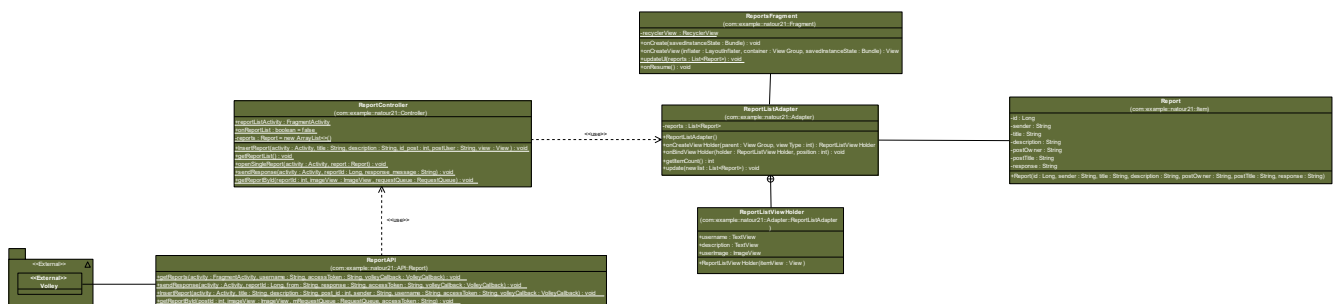 ReportsFragment
(com::example::natour21::Fragment)
-recyclerView : RecyclerView
+onCreate(savedInstanceState : Bundle) : void
+onCreateView(inflater : LayoutInflater, container : ViewGroup, savedInstanceState : Bundle) : View
+updateUI(reports : List<Report>) : void
+onResume() : void
ReportController
(com::example::natour21::Controller)
+reportListActivity : FragmentActivity
+onReportList : boolean = false
-reports : Report = new ArrayList<>()
+insertReport(activity : Activity, title : String, description : String, id_post : int, postUser : String, view : View) : void
+getReportList() : void
+openSingleReport(activity : Activity, report : Report) : void
+sendResponse(activity : Activity, reportId : Long, response_message : String) : void
+getReportById(reportId : int, imageView : ImageView, requestQueue : RequestQueue) : void
<<use>>
ReportListAdapter
(com::example::natour21::Adapter)
-reports : List<Report>
+ReportListAdapter()
+onCreateViewHolder(parent : ViewGroup, viewType : int) : ReportListViewHolder
+onBindViewHolder(holder : ReportListViewHolder, position : int) : void
+getItemCount() : int
+update(newlist : List<Report>) : void
Report
(com::example::natour21::Item)
-id : Long
-sender : String
-title : String
-description : String
-postOwner : String
-postTitle : String
-response : String
+Report(id : Long, sender : String, title : String, description : String, postOwner : String, postTitle : String, response : String)
<<use>>
ReportListViewHolder
(com::example::natour21::Adapter::ReportListAdapter
)
+username : TextView
+description : TextView
+userImage : ImageView
+ReportListViewHolder(itemView : View)
<<External>>
<<External>>
Volley
ReportAPI
(com::example::natour21::API::Report)
+getReports(activity : FragmentActivity, username : String, accessToken : String, volleyCallback : VolleyCallback) : void
+sendResponse(activity : Activity, reportId : Long, from : String, response : String, accessToken : String, volleyCallback : VolleyCallback) : void
+insertReport(activity : Activity, title : String, description : String, post_id : int, sender : String, username : String, accessToken : String, volleyCallback : VolleyCallback) : void
+getReportById(postId : int, imageView : ImageView, mRequestQueue : RequestQueue, accessToken : String) : void